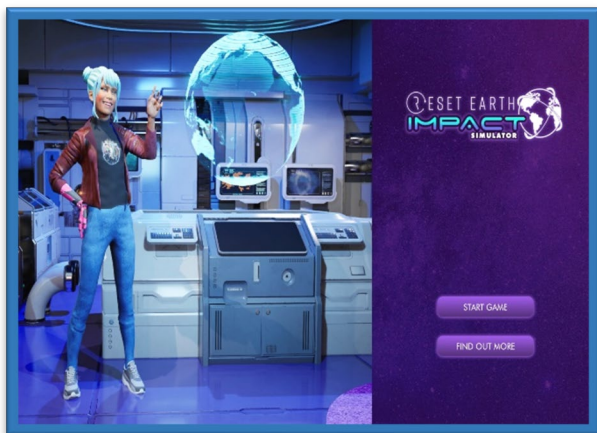 RESET EARTH
IMPACT
SIMULATOR
START GAME
FIND OUT MORE